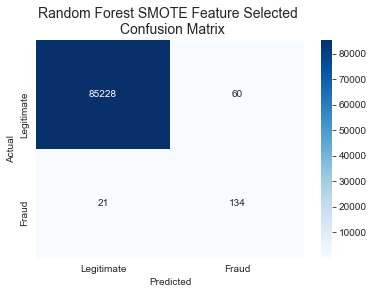 Random Forest SMOTE Feature Selected
Confusion Matrix
Actual
Legitimate
85228
60
Fraud
21
134
Legitimate
Fraud
Predicted
80000
70000
60000
50000
40000
30000
20000
10000